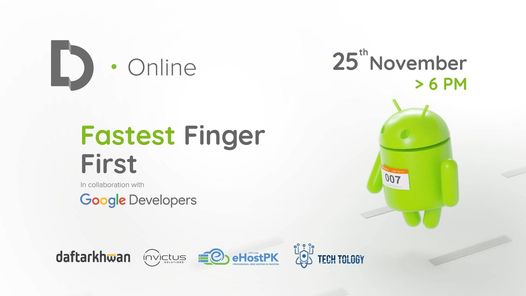 D • Online
25th November
> 6 PM
Fastest Finger
First
In collaboration with
Google Developers
007
daftarkhwan
INVICTUS
SOLUTIONS
eHostPK
TECH TOLOGY